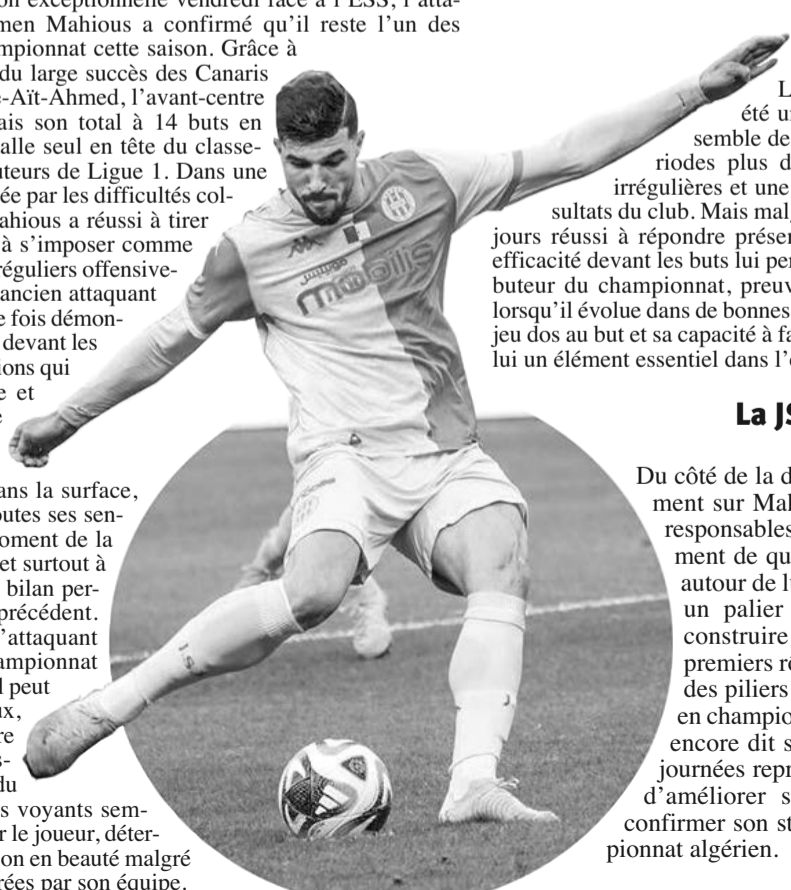 on exceptionnelle vendredi face à l'ESS, l'atta-
men Mahious a confirmé qu'il reste l'un des
mpionnat cette saison. Grâce à
du large succès des Canaris
e-Aït-Ahmed, l'avant-centre
ais son total à 14 buts en
alle seul en tête du classe-
uteurs de Ligue 1. Dans une
ée par les difficultés col-
ahious a réussi à tirer
à s'imposer comme
réguliers offensive-
ancien attaquant
e fois démon-
devant les
ions qui
e et
e
ans la surface,
outes ses sen-
oment de la
et surtout à
bilan per-
précédent.
'attaquant
ampionnat
l peut
ux,
re
s-
du
s voyants sem-
r le joueur, déter-
on en beauté malgré
rées par son équipe.
L
été un
semble de
riodes plus d
irrégulières et une
sultats du club. Mais malg
jours réussi à répondre présen
efficacité devant les buts lui per
buteur du championnat, preuv
lorsqu'il évolue dans de bonnes
jeu dos au but et sa capacité à fa
lui un élément essentiel dans l'
La JS
Du côté de la d
ment sur Mah
responsables
ment de qu
autour de l
un palier
construire
premiers rô
des piliers
en champio
encore dit s
journées repr
d'améliorer s
confirmer son st
pionnat algérien.
mobilis
J.S.
J